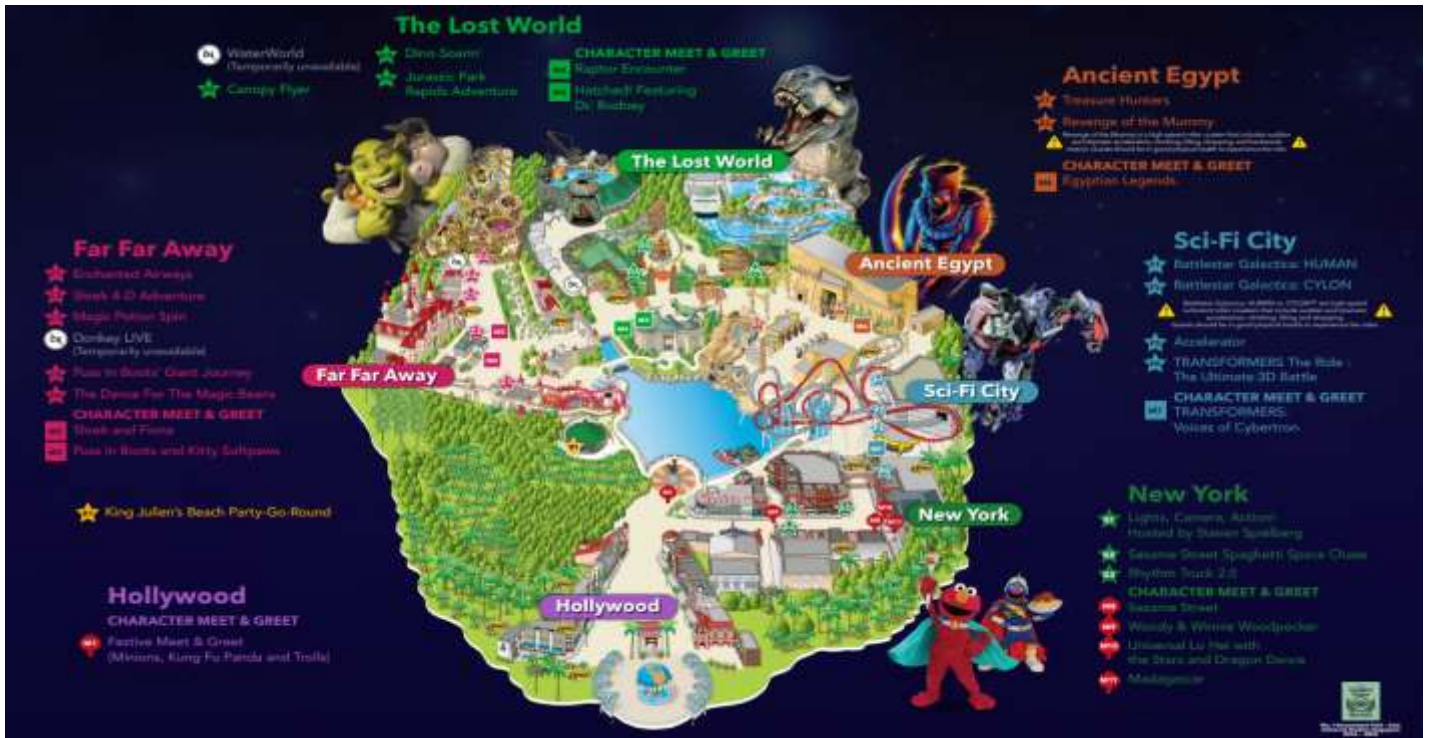 The Lost World
WaterWorld
(Temporarily unavailable)
Canopy Flyer
Dino-Soarin'
Jurassic Park
Rapids Adventure
CHARACTER MEET & GREET
Raptor Encounter
Hatched! Featuring
Dr. Rodney
Ancient Egypt
Treasure Hunters
Revenge of the Mummy
CHARACTER MEET & GREET
Egyptian Legends
Far Far Away
Enchanted Airways
Shrek 4-D Adventure
Magic Potion Spin
Donkey LIVE
(Temporarily unavailable)
Puss In Boots' Giant Journey
The Dance For The Magic Beans
CHARACTER MEET & GREET
Shrek and Fiona
Puss In Boots and Kitty Softpaws
King Julien's Beach Party-Go-Round
Hollywood
CHARACTER MEET & GREET
Festive Meet & Greet
(Minions, Kung Fu Panda and Trolls)
Sci-Fi City
Battlestar Galactica: HUMAN
Battlestar Galactica: CYLON
Accelerator
TRANSFORMERS The Ride :
The Ultimate 3D Battle
CHARACTER MEET & GREET
TRANSFORMERS:
Voices of Cybertron
New York
Lights, Camera, Action!
Hosted by Steven Spielberg
Sesame Street Spaghetti Space Chase
Rhythm Truck 2.0
CHARACTER MEET & GREET
Sesame Street
Woody & Winnie Woodpecker
Universal Lo Hei with
the Stars and Dragon Dance
Madagascar
The Lost World
Ancient Egypt
Far Far Away
Sci-Fi City
New York
Hollywood